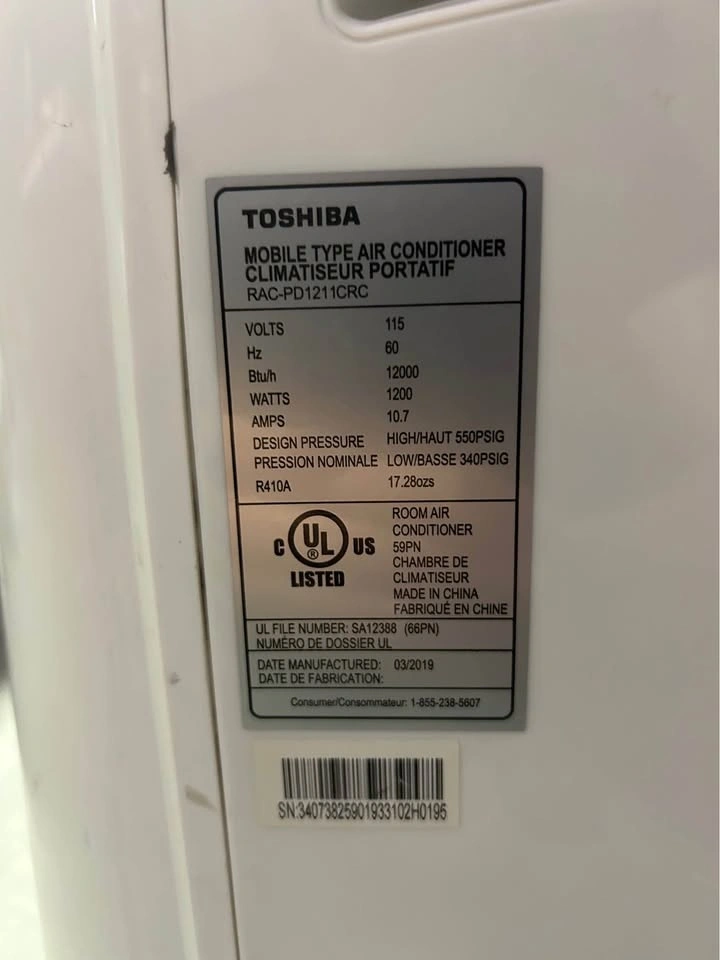 TOSHIBA
MOBILE TYPE AIR CONDITIONER
CLIMATISEUR PORTATIF
RAC-PD1211CRC
VOLTS 115
Hz 60
Btu/h 12000
WATTS 1200
AMPS 10.7
DESIGN PRESSURE HIGH/HAUT 550PSIG
PRESSION NOMINALE LOW/BASSE 340PSIG
R410A 17.28ozs
C UL ® US
LISTED
ROOM AIR
CONDITIONER
59PN
CHAMBRE DE
CLIMATISEUR
MADE IN CHINA
FABRIQUÉ EN CHINE
UL FILE NUMBER: SA12388 (66PN)
NUMÉRO DE DOSSIER UL
DATE MANUFACTURED: 03/2019
DATE DE FABRICATION:
Consumer/Consommateur: 1-855-238-5607
SN:34073825901933102H0195